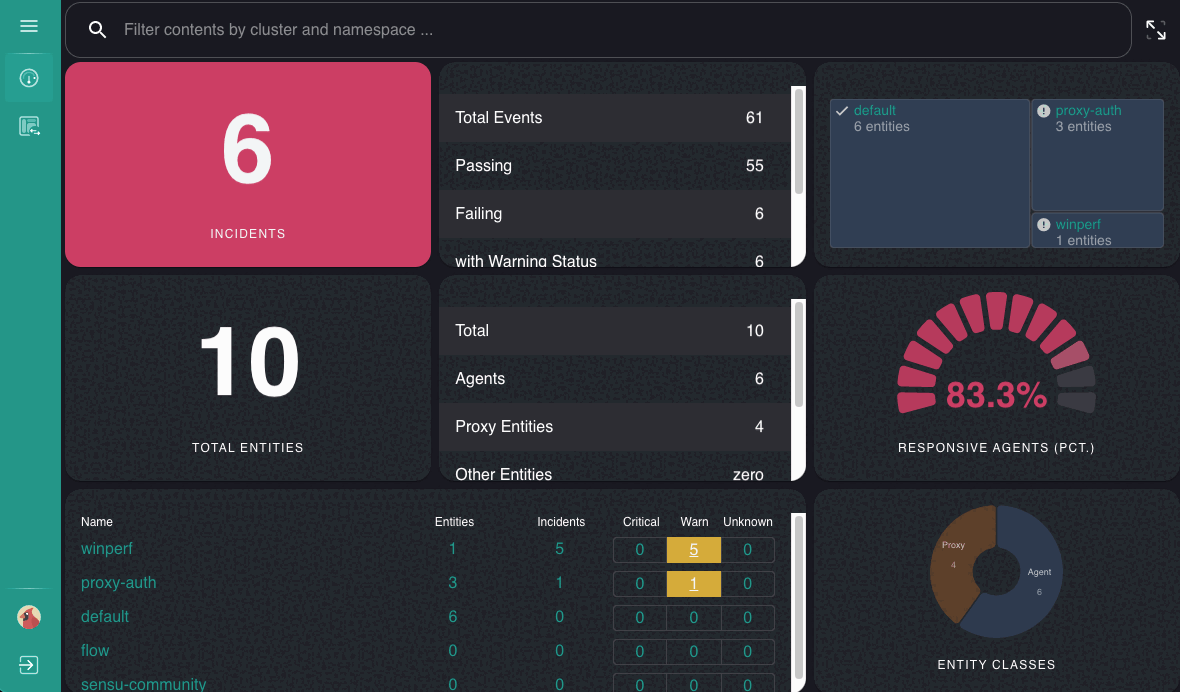 Filter contents by cluster and namespace ...
6
INCIDENTS
Total Events 61
Passing 55
Failing 6
with Warning Status 6
default
6 entities
proxy-auth
3 entities
winperf
1 entities
10
TOTAL ENTITIES
Total 10
Agents 6
Proxy Entities 4
Other Entities zero
83.3%
RESPONSIVE AGENTS (PCT.)
Name Entities Incidents Critical Warn Unknown
winperf 1 5 0 5 0
proxy-auth 3 1 0 1 0
default 6 0 0 0 0
flow 0 0 0 0 0
sensu-community 0 0 0 0 0
Proxy
4
Agent
6
ENTITY CLASSES